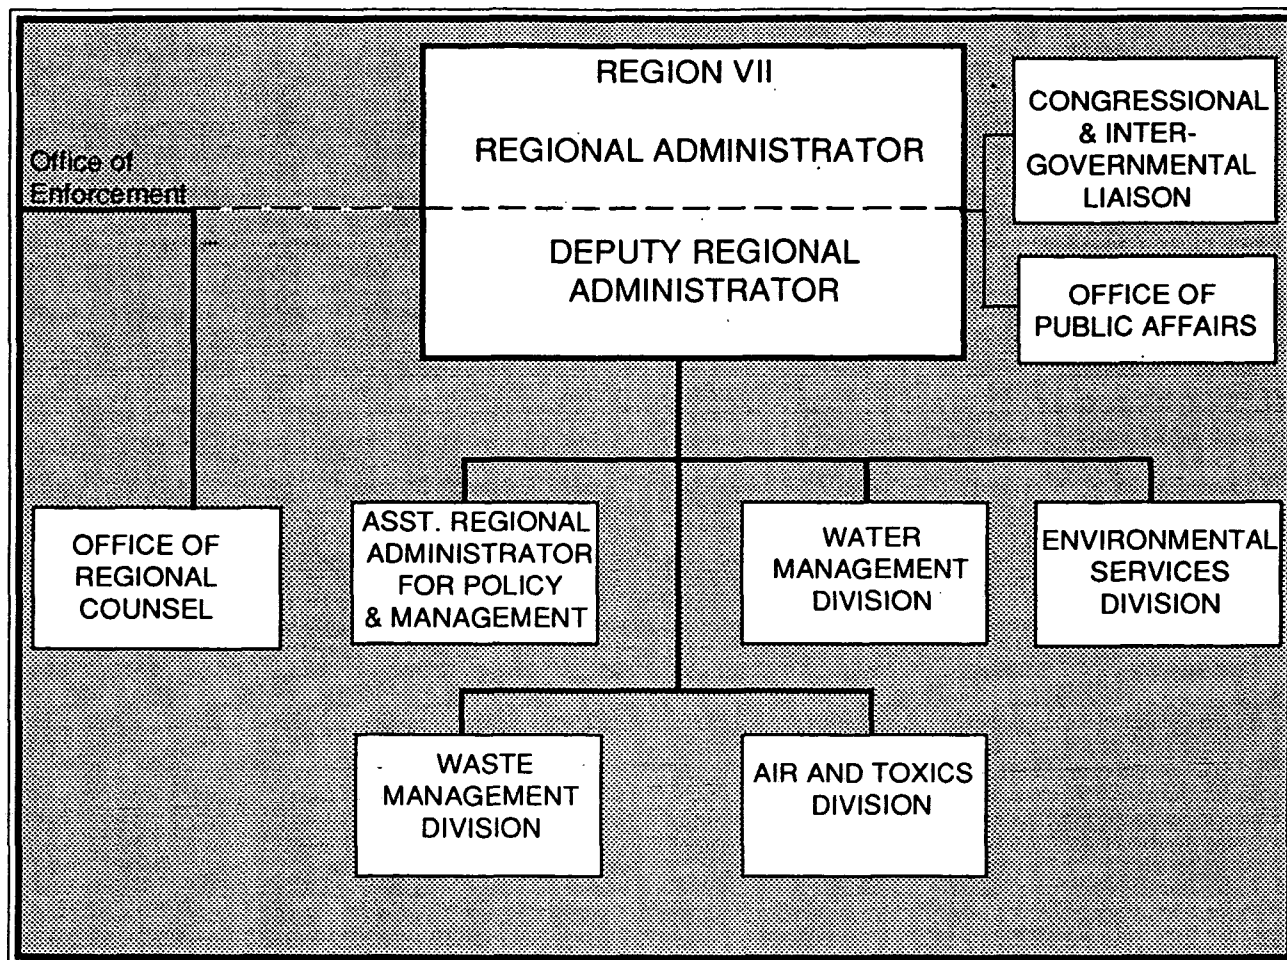 REGION VII
REGIONAL ADMINISTRATOR
DEPUTY REGIONAL
ADMINISTRATOR
CONGRESSIONAL
& INTER-
GOVERNMENTAL
LIAISON
OFFICE OF
PUBLIC AFFAIRS
Office of
Enforcement
OFFICE OF
REGIONAL
COUNSEL
ASST. REGIONAL
ADMINISTRATOR
FOR POLICY
& MANAGEMENT
WATER
MANAGEMENT
DIVISION
ENVIRONMENTAL
SERVICES
DIVISION
WASTE
MANAGEMENT
DIVISION
AIR AND TOXICS
DIVISION